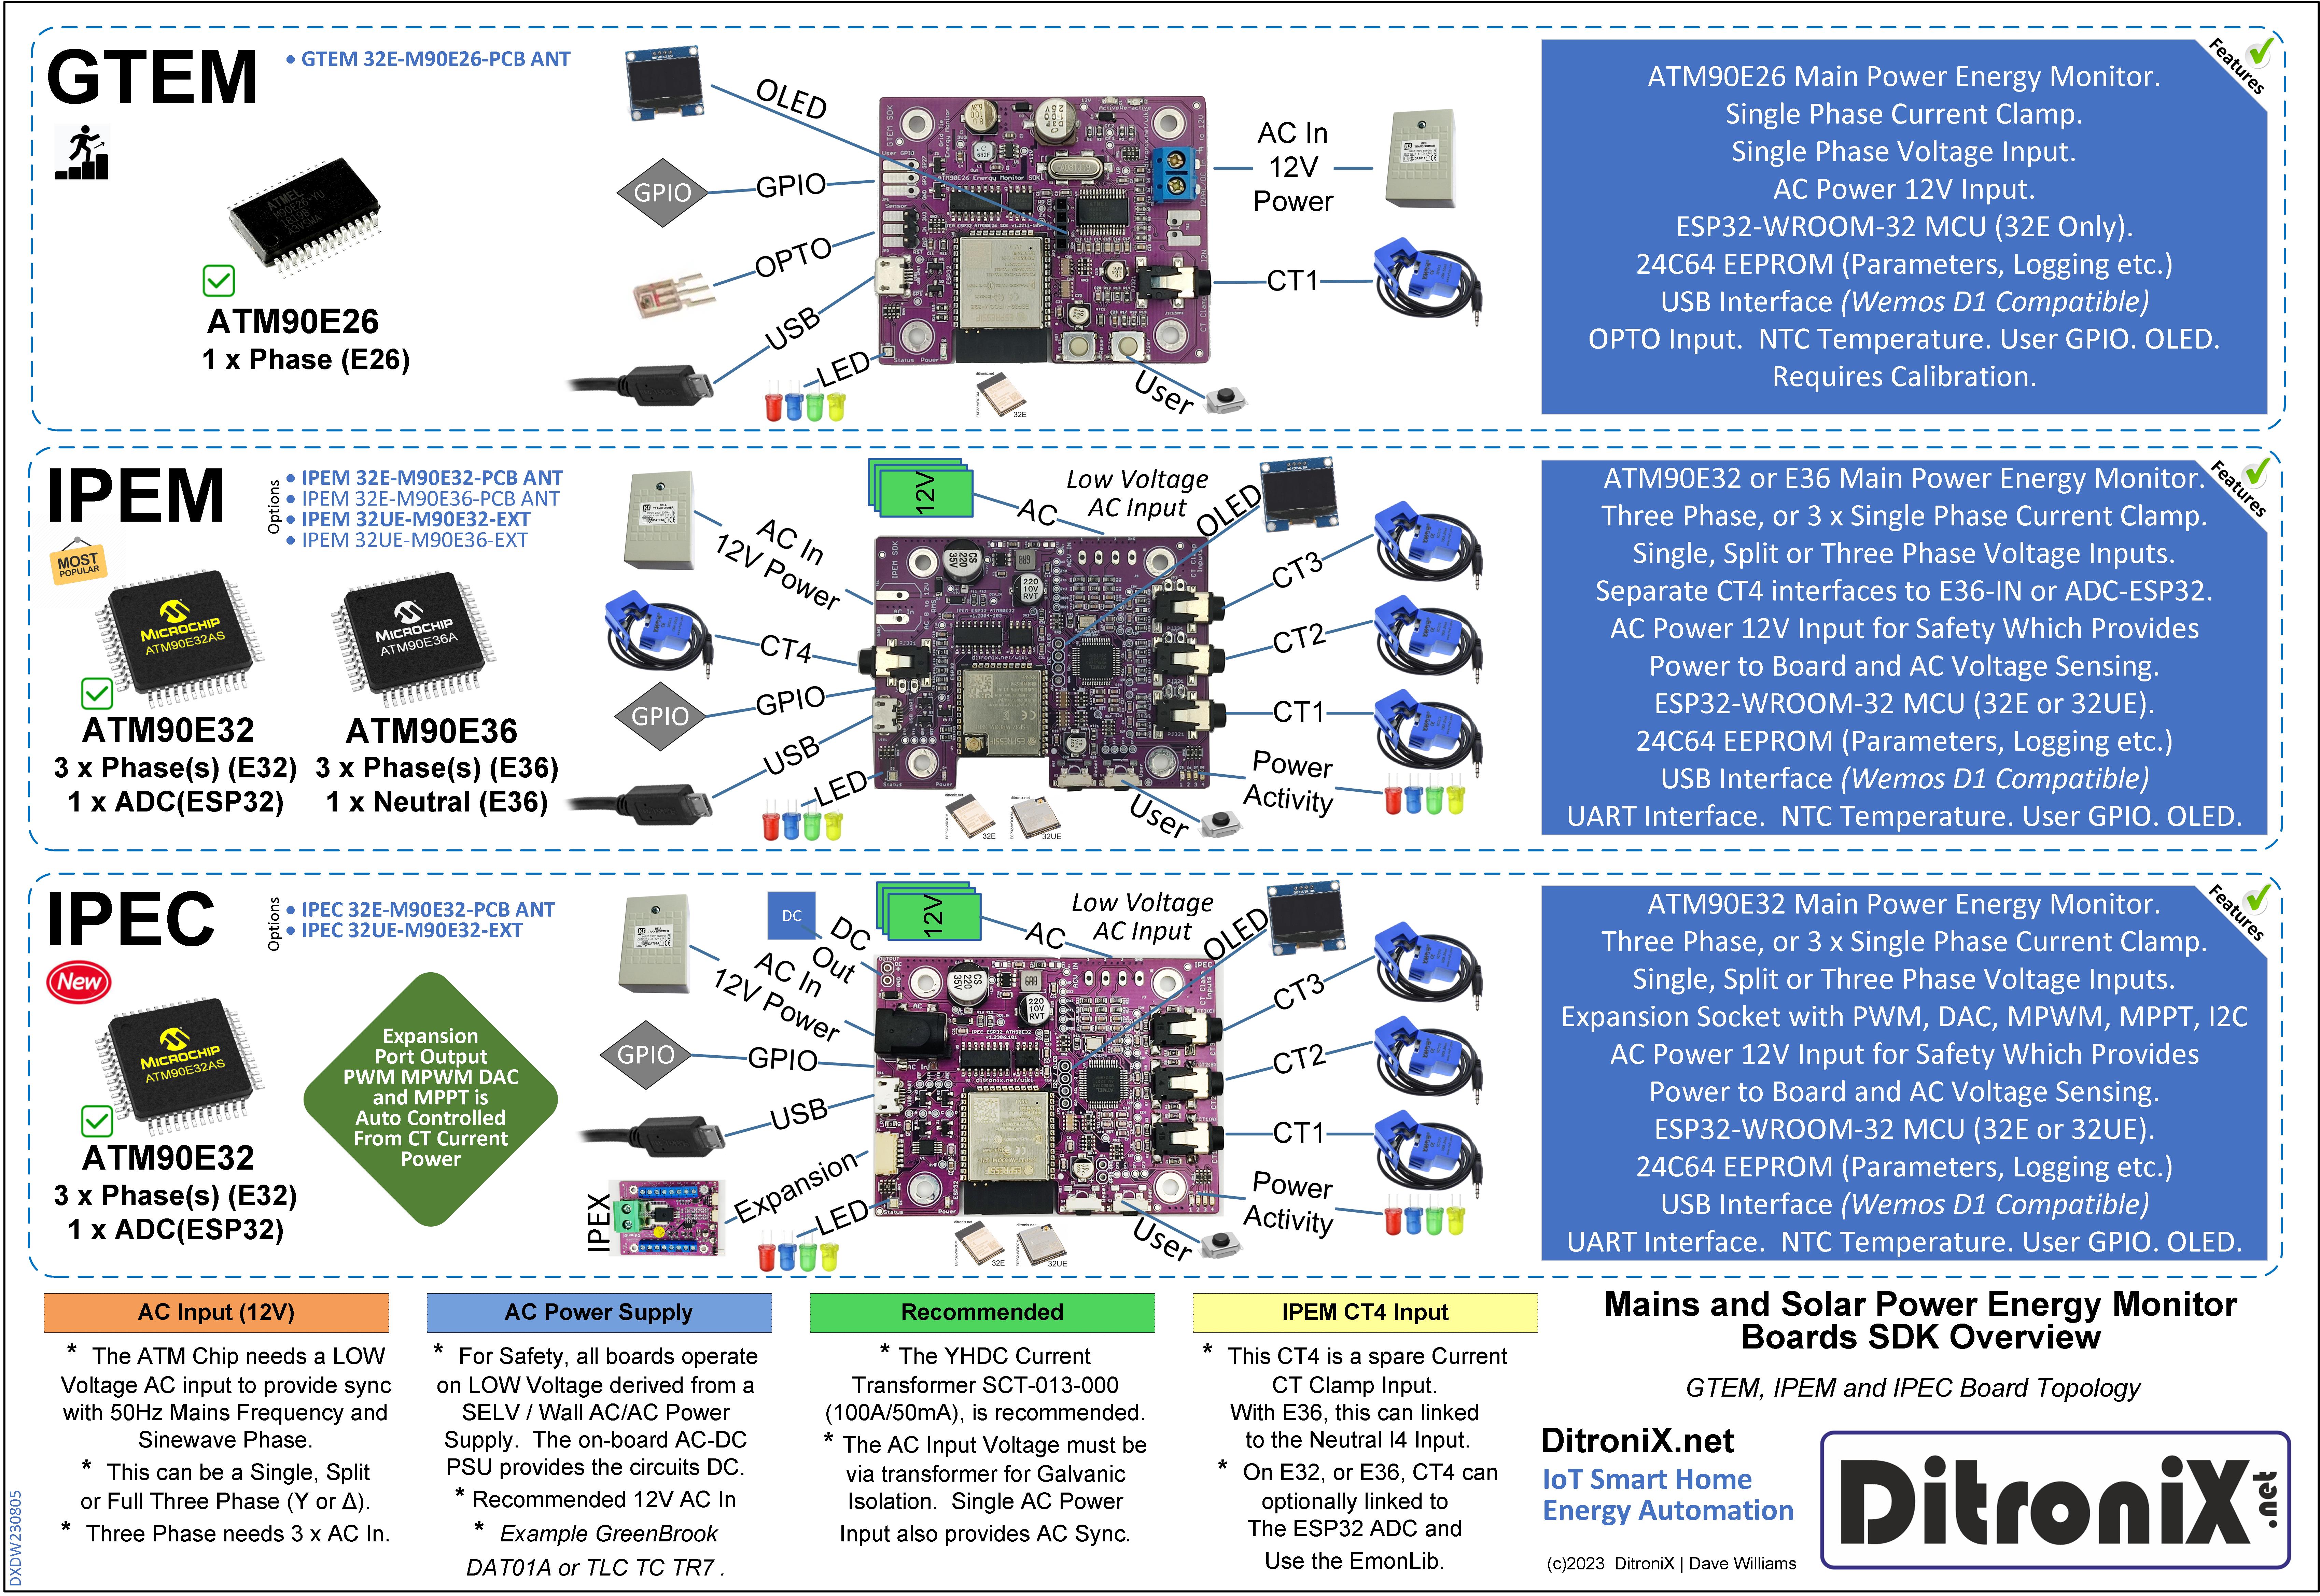 GTEM
• GTEM 32E-M90E26-PCB ANT
ATMEL
M90E26-YU
ATM90E26
1 x Phase (E26)
OLED
GPIO
GPIO
OPTO
USB
LED
AC In
12V
Power
CT1
User
32E
Features
ATM90E26 Main Power Energy Monitor.
Single Phase Current Clamp.
Single Phase Voltage Input.
AC Power 12V Input.
ESP32-WROOM-32 MCU (32E Only).
24C64 EEPROM (Parameters, Logging etc.)
USB Interface (Wemos D1 Compatible)
OPTO Input.  NTC Temperature. User GPIO. OLED.
Requires Calibration.
IPEM
Options
• IPEM 32E-M90E32-PCB ANT
• IPEM 32E-M90E36-PCB ANT
• IPEM 32UE-M90E32-EXT
• IPEM 32UE-M90E36-EXT
MOST
POPULAR
MICROCHIP
ATM90E32AS
MICROCHIP
ATM90E36A
ATM90E32
3 x Phase(s) (E32)
1 x ADC(ESP32)
ATM90E36
3 x Phase(s) (E36)
1 x Neutral (E36)
AC In
12V Power
CT4
GPIO
GPIO
USB
LED
12V
AC
Low Voltage
AC Input
OLED
CT3
CT2
CT1
Power
Activity
User
32E
32UE
Features
ATM90E32 or E36 Main Power Energy Monitor.
Three Phase, or 3 x Single Phase Current Clamp.
Single, Split or Three Phase Voltage Inputs.
Separate CT4 interfaces to E36-IN or ADC-ESP32.
AC Power 12V Input for Safety Which Provides
Power to Board and AC Voltage Sensing.
ESP32-WROOM-32 MCU (32E or 32UE).
24C64 EEPROM (Parameters, Logging etc.)
USB Interface (Wemos D1 Compatible)
UART Interface.  NTC Temperature. User GPIO. OLED.
IPEC
Options
• IPEC 32E-M90E32-PCB ANT
• IPEC 32UE-M90E32-EXT
New
MICROCHIP
ATM90E32AS
ATM90E32
3 x Phase(s) (E32)
1 x ADC(ESP32)
Expansion
Port Output
PWM MPWM DAC
and MPPT is
Auto Controlled
From CT Current
Power
DC
DC
Out
AC In
12V Power
GPIO
GPIO
USB
Expansion
IPEX
LED
12V
AC
Low Voltage
AC Input
OLED
CT3
CT2
CT1
Power
Activity
User
32E
32UE
Features
ATM90E32 Main Power Energy Monitor.
Three Phase, or 3 x Single Phase Current Clamp.
Single, Split or Three Phase Voltage Inputs.
Expansion Socket with PWM, DAC, MPWM, MPPT, I2C
AC Power 12V Input for Safety Which Provides
Power to Board and AC Voltage Sensing.
ESP32-WROOM-32 MCU (32E or 32UE).
24C64 EEPROM (Parameters, Logging etc.)
USB Interface (Wemos D1 Compatible)
UART Interface.  NTC Temperature. User GPIO. OLED.
AC Input (12V)
* The ATM Chip needs a LOW
Voltage AC input to provide sync
with 50Hz Mains Frequency and
Sinewave Phase.
* This can be a Single, Split
or Full Three Phase (Y or Δ).
* Three Phase needs 3 x AC In.
AC Power Supply
* For Safety, all boards operate
on LOW Voltage derived from a
SELV / Wall AC/AC Power
Supply.  The on-board AC-DC
PSU provides the circuits DC.
* Recommended 12V AC In
* Example GreenBrook
DAT01A or TLC TC TR7 .
Recommended
* The YHDC Current
Transformer SCT-013-000
(100A/50mA), is recommended.
* The AC Input Voltage must be
via transformer for Galvanic
Isolation.  Single AC Power
Input also provides AC Sync.
IPEM CT4 Input
* This CT4 is a spare Current
CT Clamp Input.
With E36, this can linked
to the Neutral I4 Input.
* On E32, or E36, CT4 can
optionally linked to
The ESP32 ADC and
Use the EmonLib.
Mains and Solar Power Energy Monitor
Boards SDK Overview
GTEM, IPEM and IPEC Board Topology
DitroniX.net
IoT Smart Home
Energy Automation
(c)2023  DitroniX | Dave Williams
DitroniX.net
DXDW230805